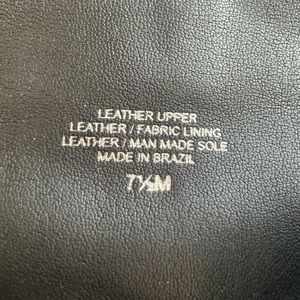 LEATHER UPPER
LEATHER / FABRIC LINING
LEATHER / MAN MADE SOLE
MADE IN BRAZIL
7½M